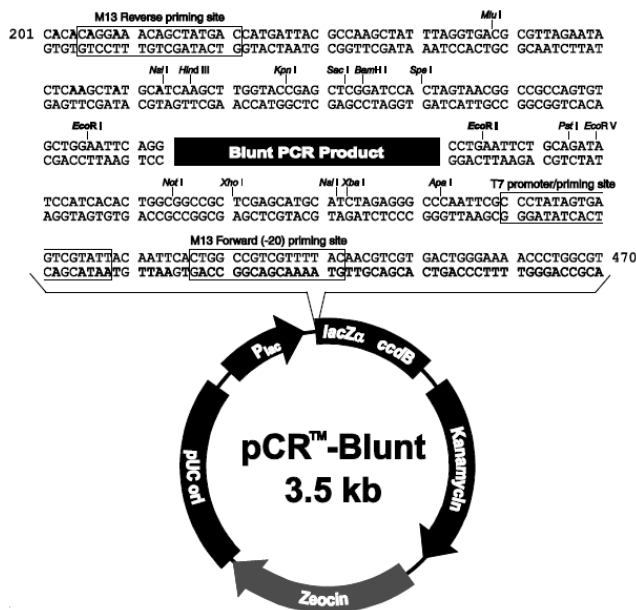 M13 Reverse priming site
Mlu I
201 CACACAGGAA ACAGCTATGA CCATGATTAC GCCAAGCTAT TTAGGTGACG CGTTAGAATA
GTGTGTCCTT TGTCGATACT GGTACTAATG CGGTTCGATA AATCCACTGC GCAATCTTAT
Nsi I Hind III Kpn I Sac I BamH I Spe I
CTCAAGCTAT GCATCAAGCT TGGTACCGAG CTCGGATCCA CTAGTAACGG CCGCCAGTGT
GAGTTCGATA CGTAGTTCGA ACCATGGCTC GAGCCTAGGT GATCATTGCC GGCGGTCACA
EcoR I EcoR I Pst I EcoR V
GCTGGAATTC AGG Blunt PCR Product CCTGAATTCT GCAGATA
CGACCTTAAG TCC GGACTTAAGA CGTCTAT
Not I Xho I Nsi I Xba I Apa I T7 promoter/priming site
TCCATCACAC TGGCGGCCGC TCGAGCATGC ATCTAGAGGG CCCAATTCGC CCTATAGTGA
AGGTAGTGTG ACCGCCGGCG AGCTCGTACG TAGATCTCCC GGGTTAAGCG GGATATCACT
M13 Forward (-20) priming site
GTCGTATTAC AATTCACTGG CCGTCGTTTT ACAACGTCGT GACTGGGAAA ACCCTGGCGT 470
CAGCATAATG TTAAGTGACC GGCAGCAAAA TGTTGCAGCA CTGACCCTTT TGGGACCGCA
Plac lacZα ccdB
Kanamycin
pUC ori
pCR™-Blunt
3.5 kb
Zeocin